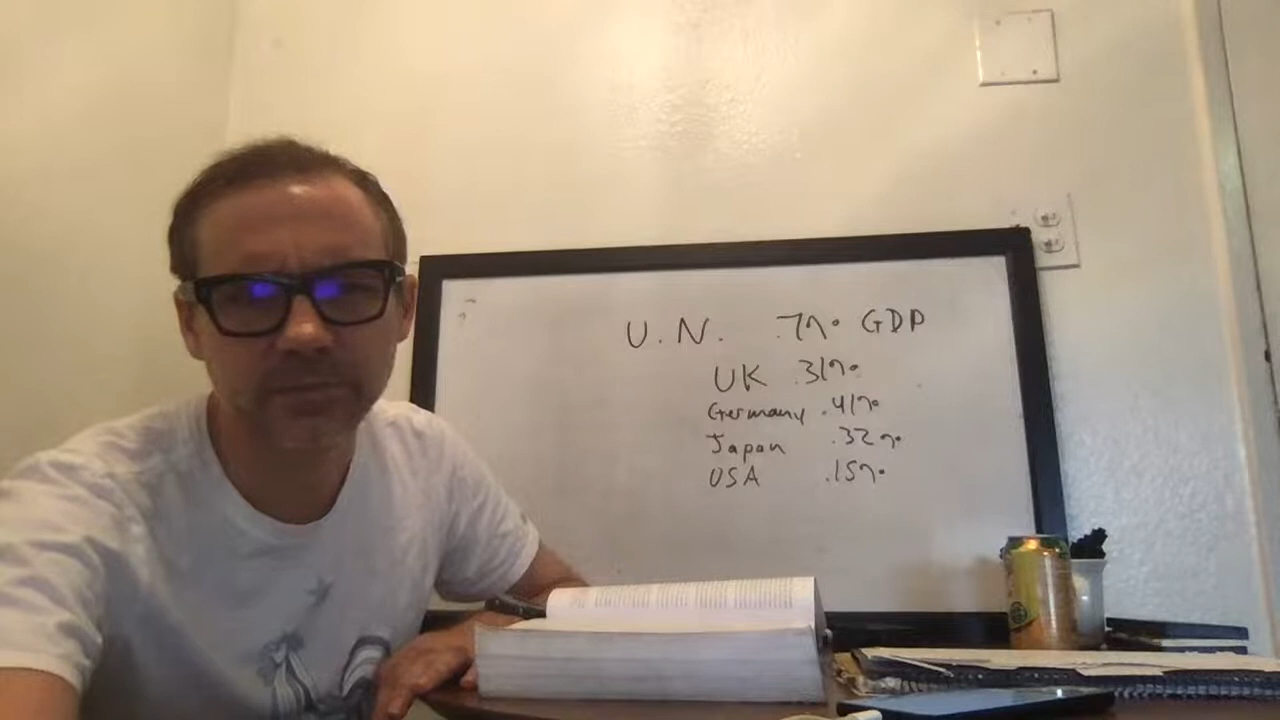 U.N. .7% GDP
UK .31%
Germany .41%
Japan .32%
USA .15%